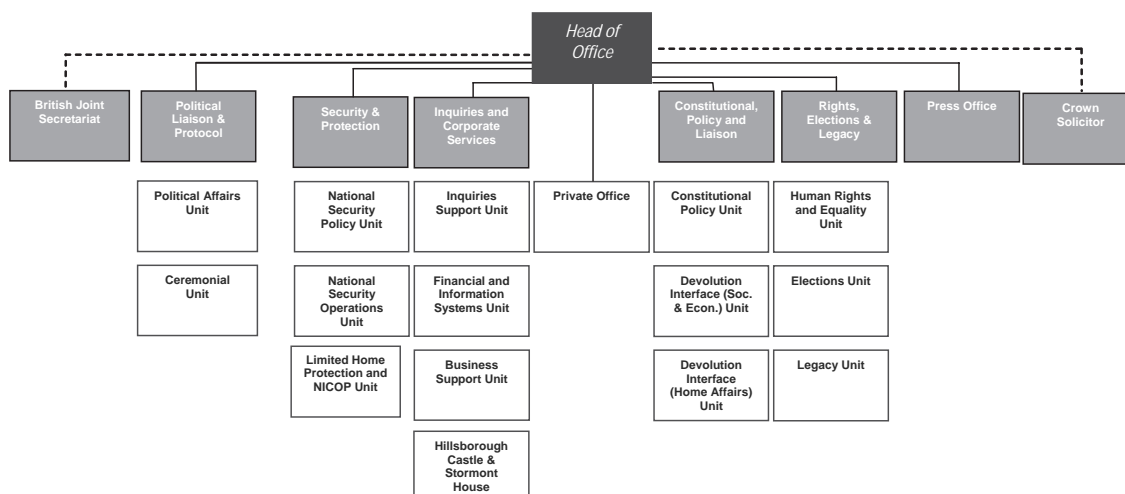 Head of
Office
British Joint
Secretariat
Political
Liaison &
Protocol
Security &
Protection
Inquiries and
Corporate
Services
Constitutional,
Policy and
Liaison
Rights,
Elections &
Legacy
Press Office
Crown
Solicitor
Political Affairs
Unit
National
Security
Policy Unit
Inquiries
Support Unit
Private Office
Constitutional
Policy Unit
Human Rights
and Equality
Unit
Ceremonial
Unit
National
Security
Operations
Unit
Financial and
Information
Systems Unit
Devolution
Interface (Soc.
& Econ.) Unit
Elections Unit
Limited Home
Protection and
NICOP Unit
Business
Support Unit
Devolution
Interface
(Home Affairs)
Unit
Legacy Unit
Hillsborough
Castle &
Stormont
House